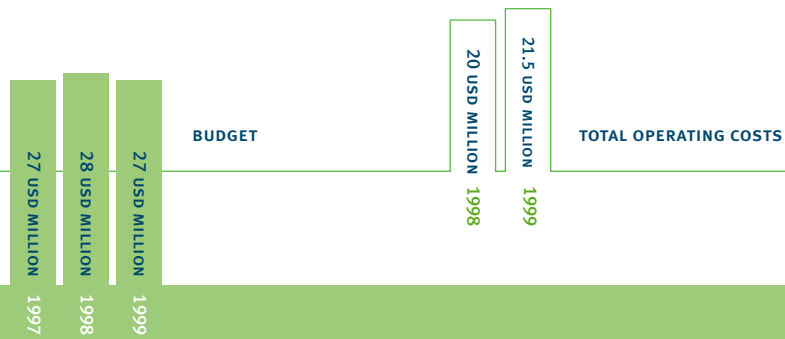 27 USD MILLION 1997
28 USD MILLION 1998
27 USD MILLION 1999
BUDGET
20 USD MILLION 1998
21.5 USD MILLION 1999
TOTAL OPERATING COSTS